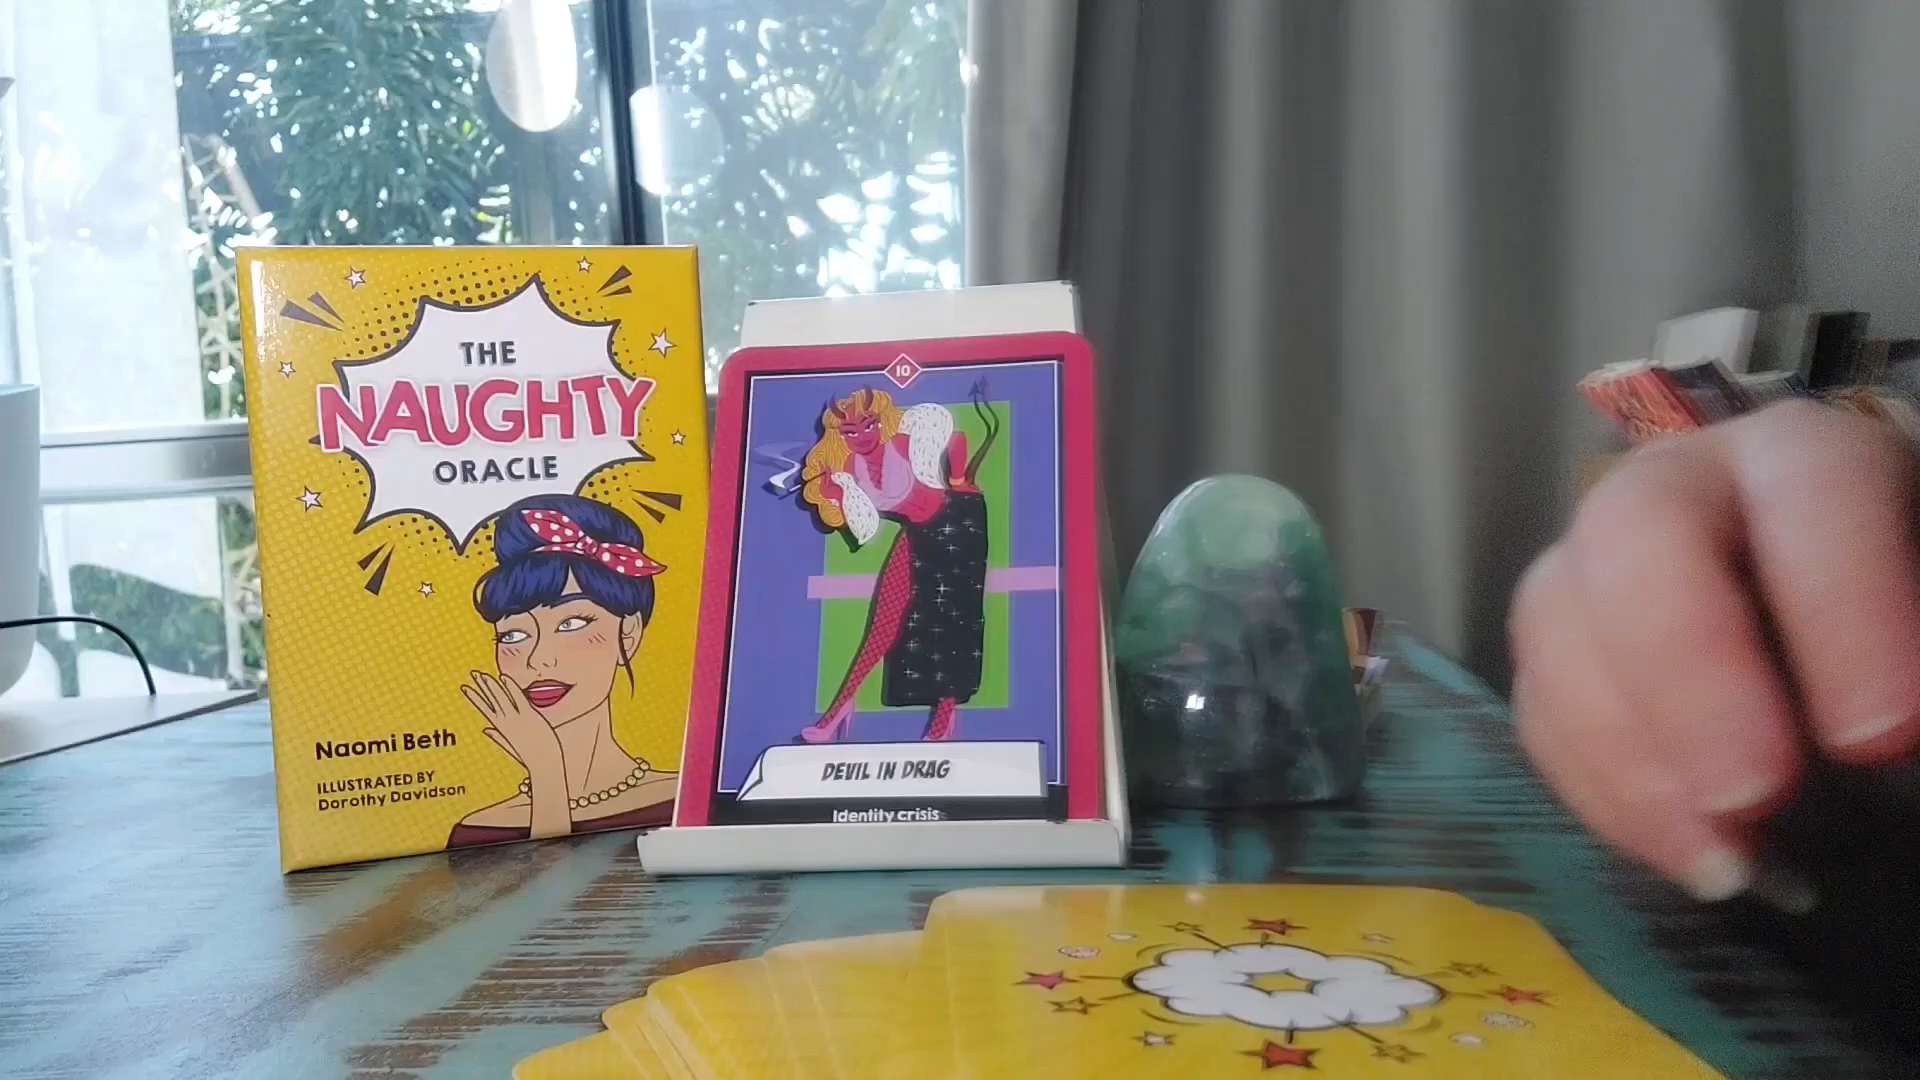 THE
NAUGHTY
ORACLE
Naomi Beth
ILLUSTRATED BY
Dorothy Davidson
10
DEVIL IN DRAG
Identity crisis